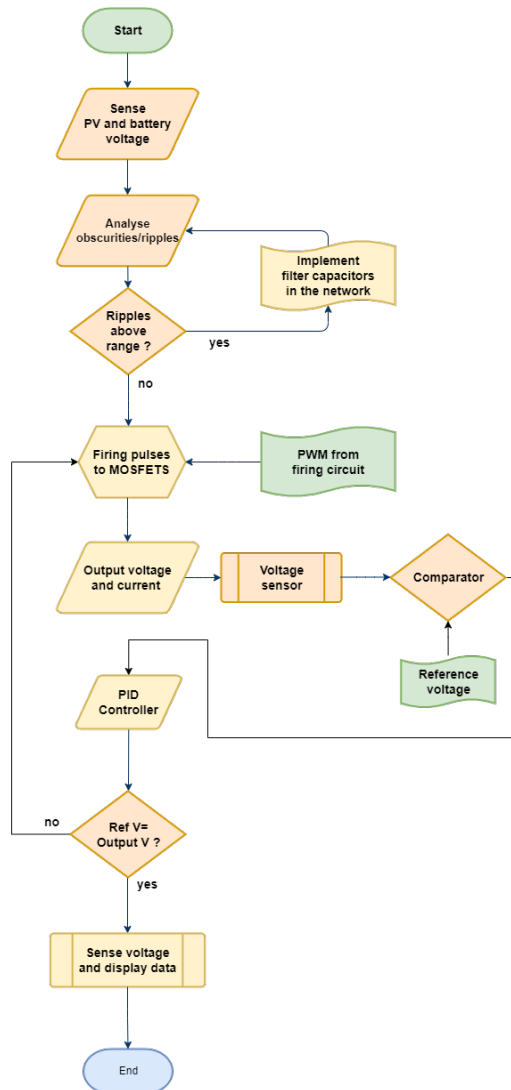 Start
Sense
PV and battery
voltage
Analyse
obscurities/ripples
Implement
filter capacitors
in the network
Ripples
above
range ?
yes
no
Firing pulses
to MOSFETS
PWM from
firing circuit
Output voltage
and current
Voltage
sensor
Comparator
Reference
voltage
PID
Controller
no
Ref V=
Output V ?
yes
Sense voltage
and display data
End